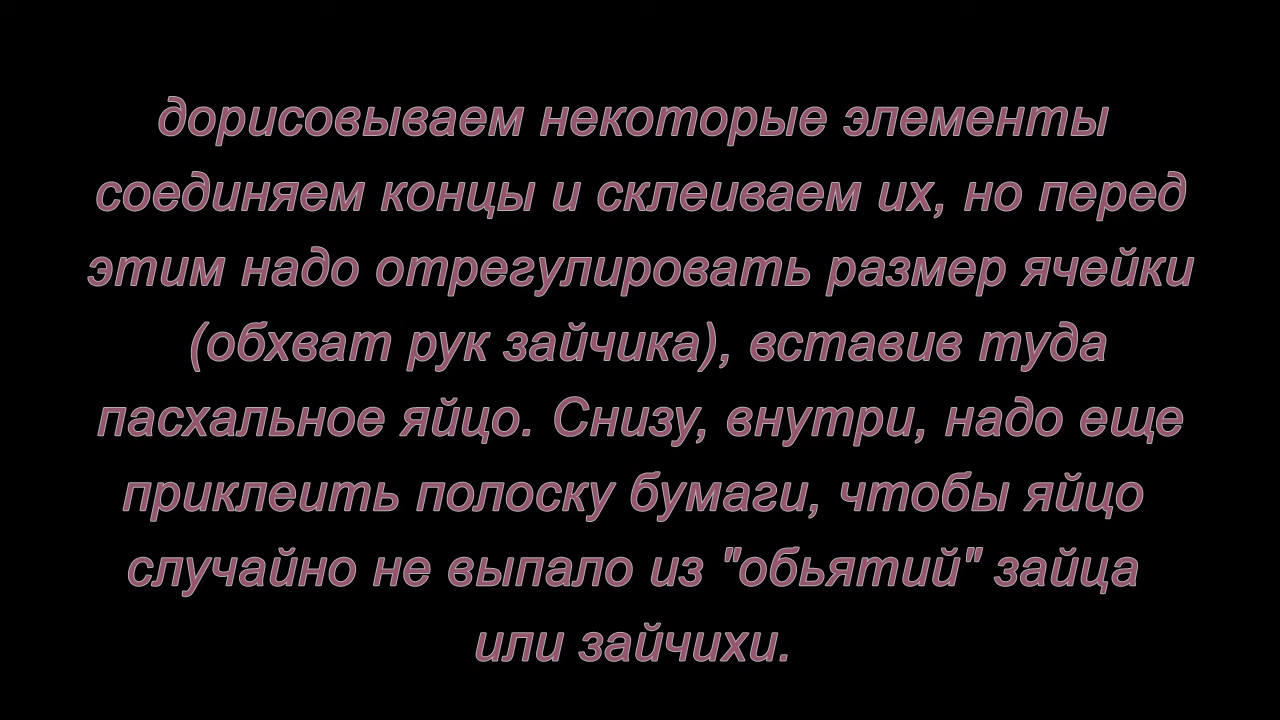 дорисовываем некоторые элементы
соединяем концы и склеиваем их, но перед
этим надо отрегулировать размер ячейки
(обхват рук зайчика), вставив туда
пасхальное яйцо. Снизу, внутри, надо еще
приклеить полоску бумаги, чтобы яйцо
случайно не выпало из "обьятий" зайца
или зайчихи.